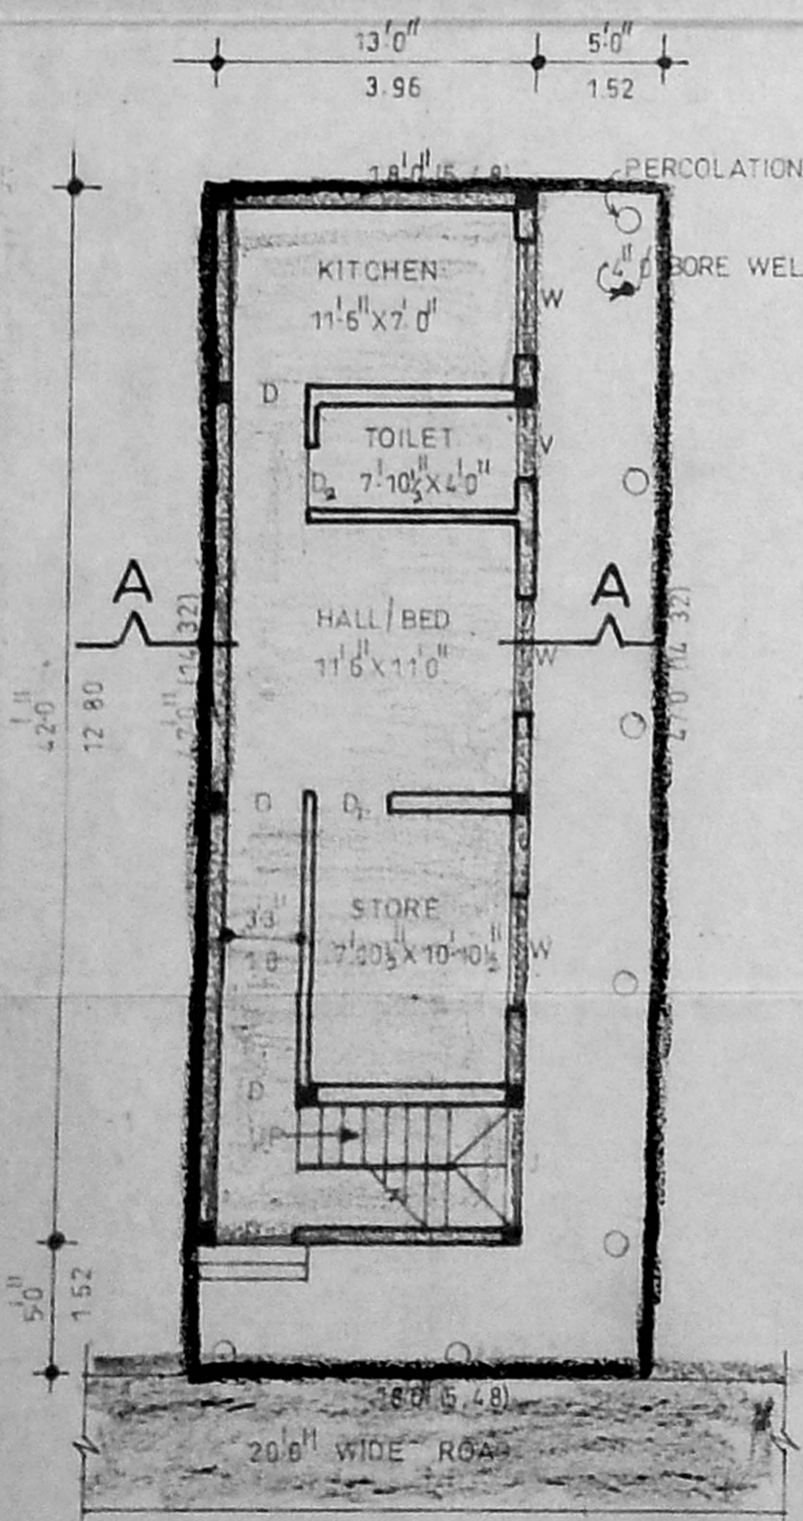 13'0" 5'0"
3.96 1.52
18'0" (5.48)
PERCOLATION
KITCHEN
11'6" X 7'0"
4" Ø BORE WEL
W
D
TOILET
7'-10½" X 4'0"
V
D2
A A
HALL/BED
11'6" X 11'0"
W
42'-0"
12.80
47'0" (14.32)
47'0" (14.32)
D D1
STORE
7'10½" X 10'-10½"
3'3"
1.0
W
D
UP
5'0"
1.52
18'0" (5.48)
20'0" WIDE ROA